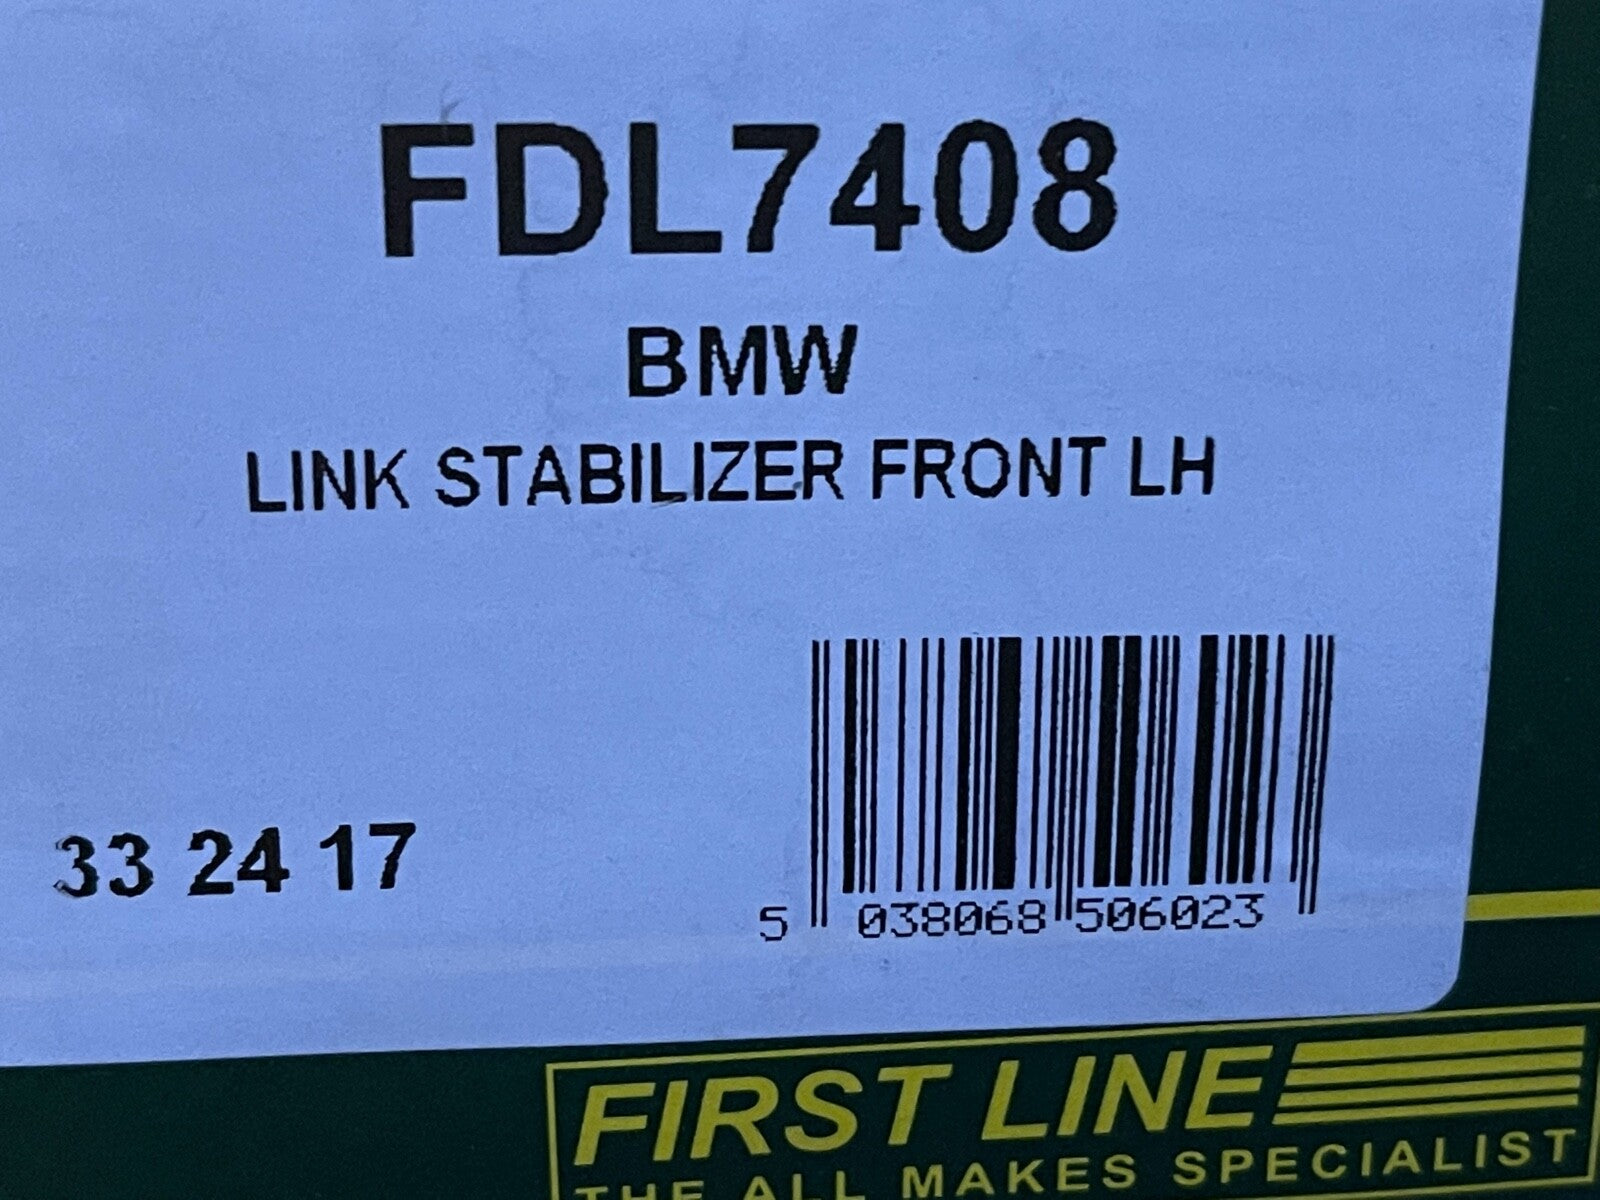 FDL7408
BMW
LINK STABILIZER FRONT LH
33 24 17
5 038068 506023
FIRST LINE
THE ALL MAKES SPECIALIST